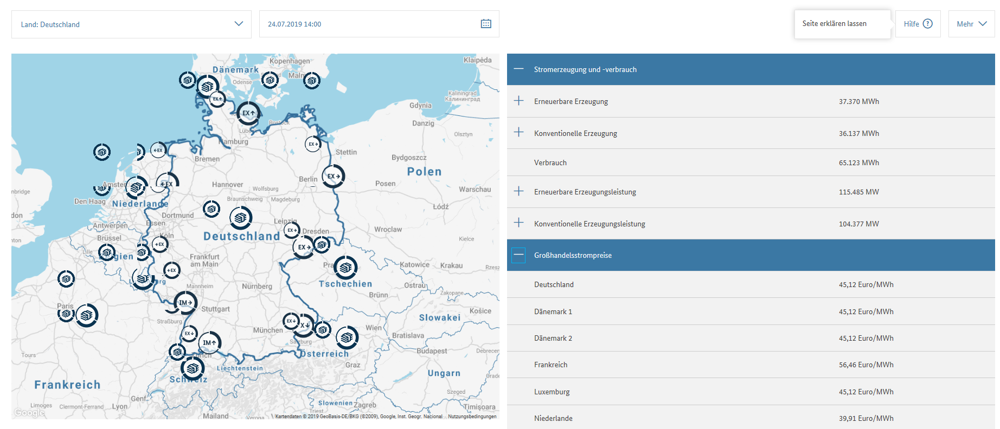 Land: Deutschland
24.07.2019 14:00
Seite erklären lassen
Hilfe ?
Mehr
Klaipėda
Kopenhagen
Dänemark
Malm
Odense
Kaliningrad
Калининград
Gdynia
Danzig
Rostock
Lübeck
Olsztyn
Hamburg
Stettin
Bremen
Bydgoszcz
Polen
Berlin
Posen
Warschau
Amster
Hannover
Wolfsburg
nbridge
Braunschweig
Magdeburg
Den Haag
Niederlande
Łódź
don
Dortmund
Leipzig
Antwerpen
Essen
Wroclaw
Dresden
Deutschland
Köln
Brüssel
Kielce
nton
Lille
gien
Frankfurt
am Main
Pra
Katowice
Krakau
Rzesz
Tschechien
Ostrau
Mannheim
Nürnberg
Zakopane
Brünn
Paris
Stuttgart
Košice
Slowakei
Straßburg
München
Wien
Bratislava
Salzburg
Österreich
Budapest
Debrecen
Tours
Zürich
Liechtenstein
Graz
Ungarn
Schweiz
Frankreich
Genf
Szeged
Limoges
Clermont-Ferrand
Lyon
Slowenien
Zagreb
Timișoara
Triest
Mailand
Verona
Google
Kartendaten © 2019 GeoBasis-DE/BKG (©2009), Google, Inst. Geogr. Nacional
Nutzungsbedingungen
EX↑
EX↑
←EX
EX→
EX→
←EX
EX→
EX→
←EX
←EX
IM→
EX↓
X↓
EX↓
IM↑
Stromerzeugung und -verbrauch
Erneuerbare Erzeugung 37.370 MWh
Konventionelle Erzeugung 36.137 MWh
Verbrauch 65.123 MWh
Erneuerbare Erzeugungsleistung 115.485 MW
Konventionelle Erzeugungsleistung 104.377 MW
Großhandelsstrompreise
Deutschland 45,12 Euro/MWh
Dänemark 1 45,12 Euro/MWh
Dänemark 2 45,12 Euro/MWh
Frankreich 56,46 Euro/MWh
Luxemburg 45,12 Euro/MWh
Niederlande 39,91 Euro/MWh